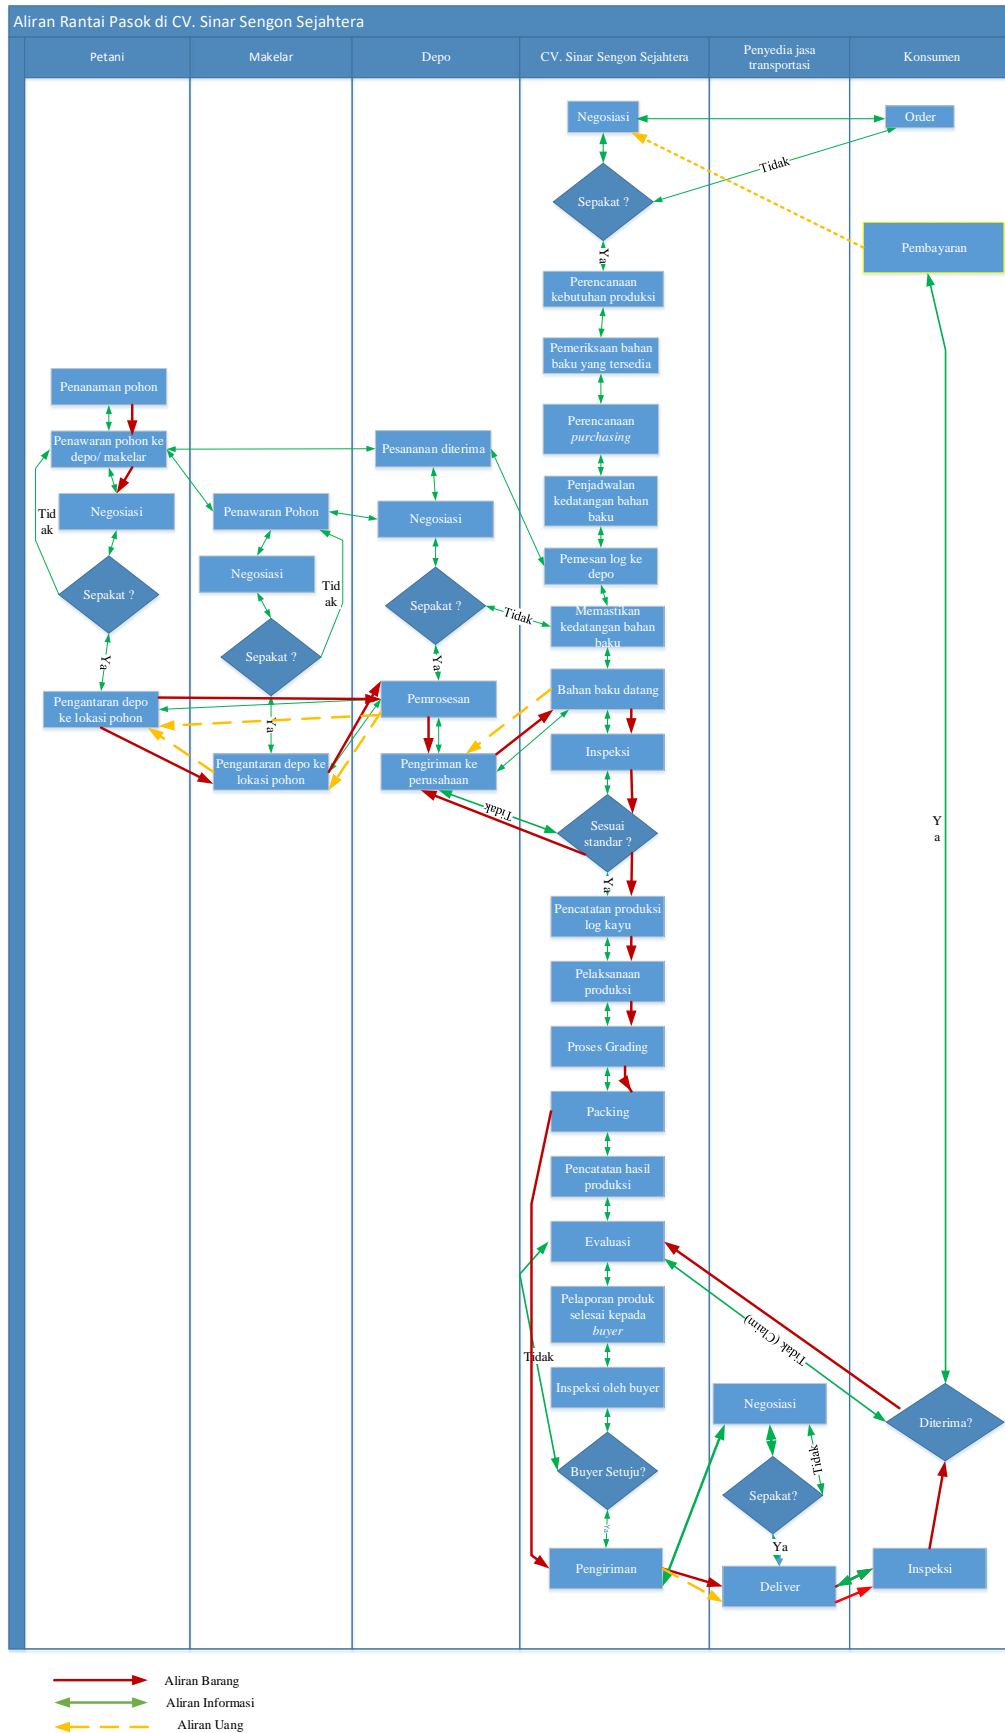 Aliran Rantai Pasok di CV. Sinar Sengon Sejahtera
Petani
Makelar
Depo
CV. Sinar Sengon Sejahtera
Penyedia jasa
transportasi
Konsumen
Negosiasi
Order
Tidak
Sepakat ?
Ya
Pembayaran
Perencanaan
kebutuhan produksi
Pemeriksaan bahan
baku yang tersedia
Penanaman pohon
Perencanaan
purchasing
Penawaran pohon ke
depo/ makelar
Pesananan diterima
Penjadwalan
kedatangan bahan
baku
Negosiasi
Penawaran Pohon
Negosiasi
Tid
ak
Pemesan log ke
depo
Negosiasi
Tid
ak
Sepakat ?
Sepakat ?
Tidak
Memastikan
kedatangan bahan
baku
Sepakat ?
Ya
Ya
Pengantaran depo
ke lokasi pohon
Pemrosesan
Bahan baku datang
Ya
Pengantaran depo ke
lokasi pohon
Pengiriman ke
perusahaan
Inspeksi
Tidak
Sesuai
standar ?
Ya
Y
a
Pencatatan produksi
log kayu
Pelaksanaan
produksi
Proses Grading
Packing
Pencatatan hasil
produksi
Evaluasi
Pelaporan produk
selesai kepada
buyer
Tidak (Claim)
Tidak
Inspeksi oleh buyer
Negosiasi
Diterima?
Tidak
Buyer Setuju?
Sepakat?
Ya
Ya
Pengiriman
Deliver
Inspeksi
Aliran Barang
Aliran Informasi
Aliran Uang